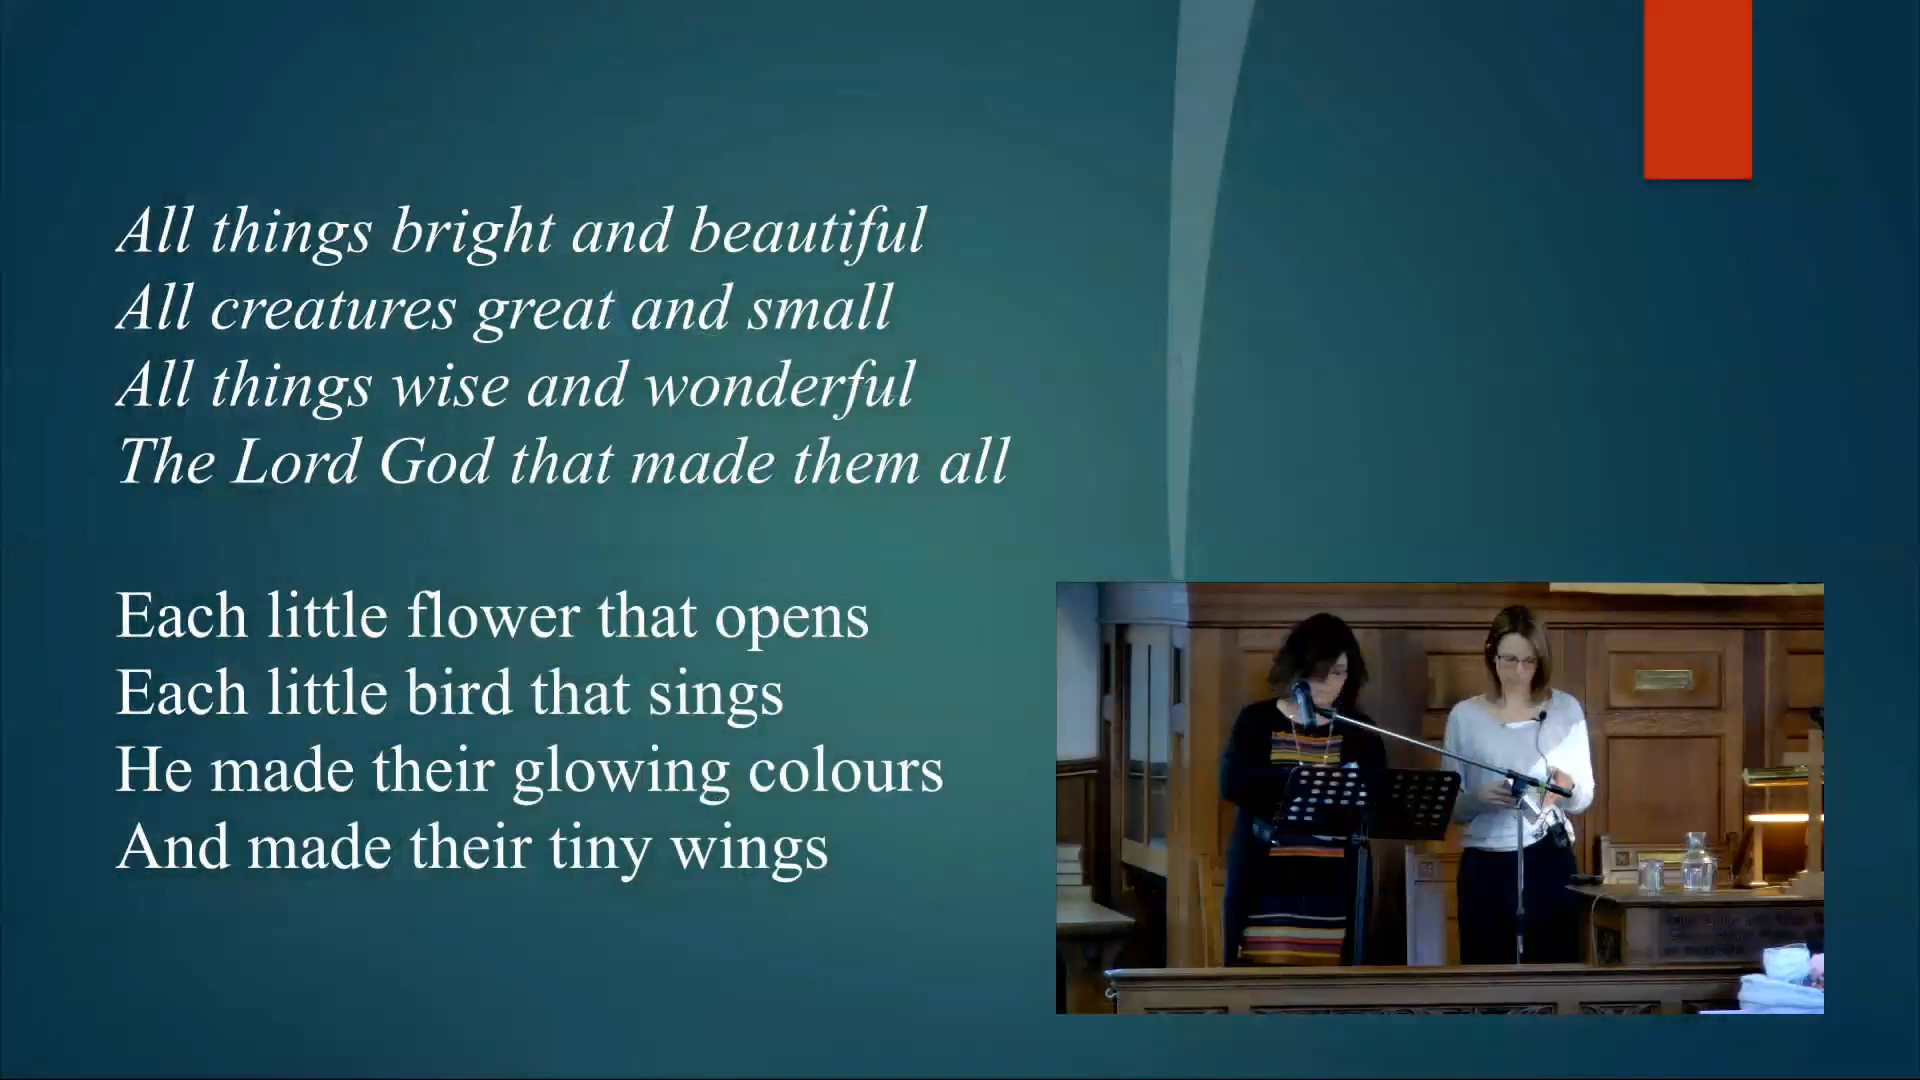 All things bright and beautiful
All creatures great and small
All things wise and wonderful
The Lord God that made them all
Each little flower that opens
Each little bird that sings
He made their glowing colours
And made their tiny wings